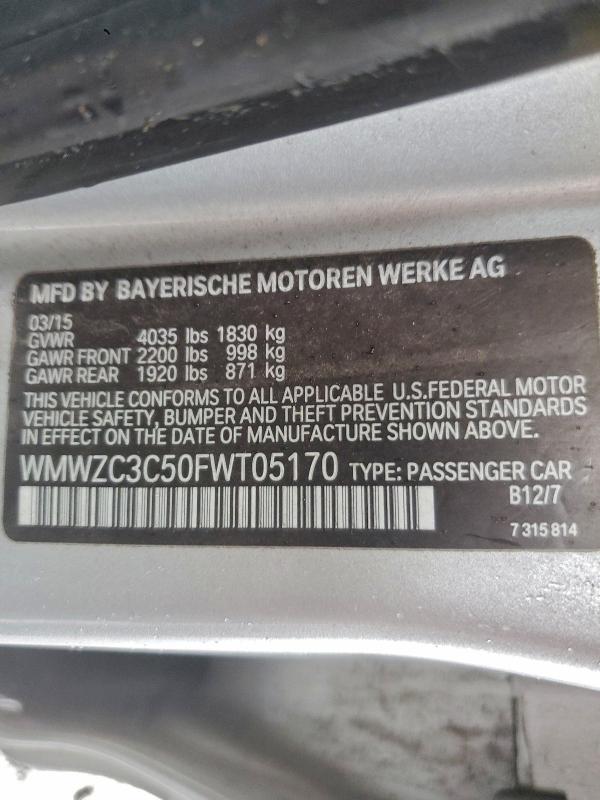 MFD BY BAYERISCHE MOTOREN WERKE AG
03/15
GVWR 4035 lbs 1830 kg
GAWR FRONT 2200 lbs 998 kg
GAWR REAR 1920 lbs 871 kg
THIS VEHICLE CONFORMS TO ALL APPLICABLE U.S.FEDERAL MOTOR
VEHICLE SAFETY, BUMPER AND THEFT PREVENTION STANDARDS
IN EFFECT ON THE DATE OF MANUFACTURE SHOWN ABOVE.
WMWZC3C50FWT05170 TYPE: PASSENGER CAR
B12/7
7 315 814